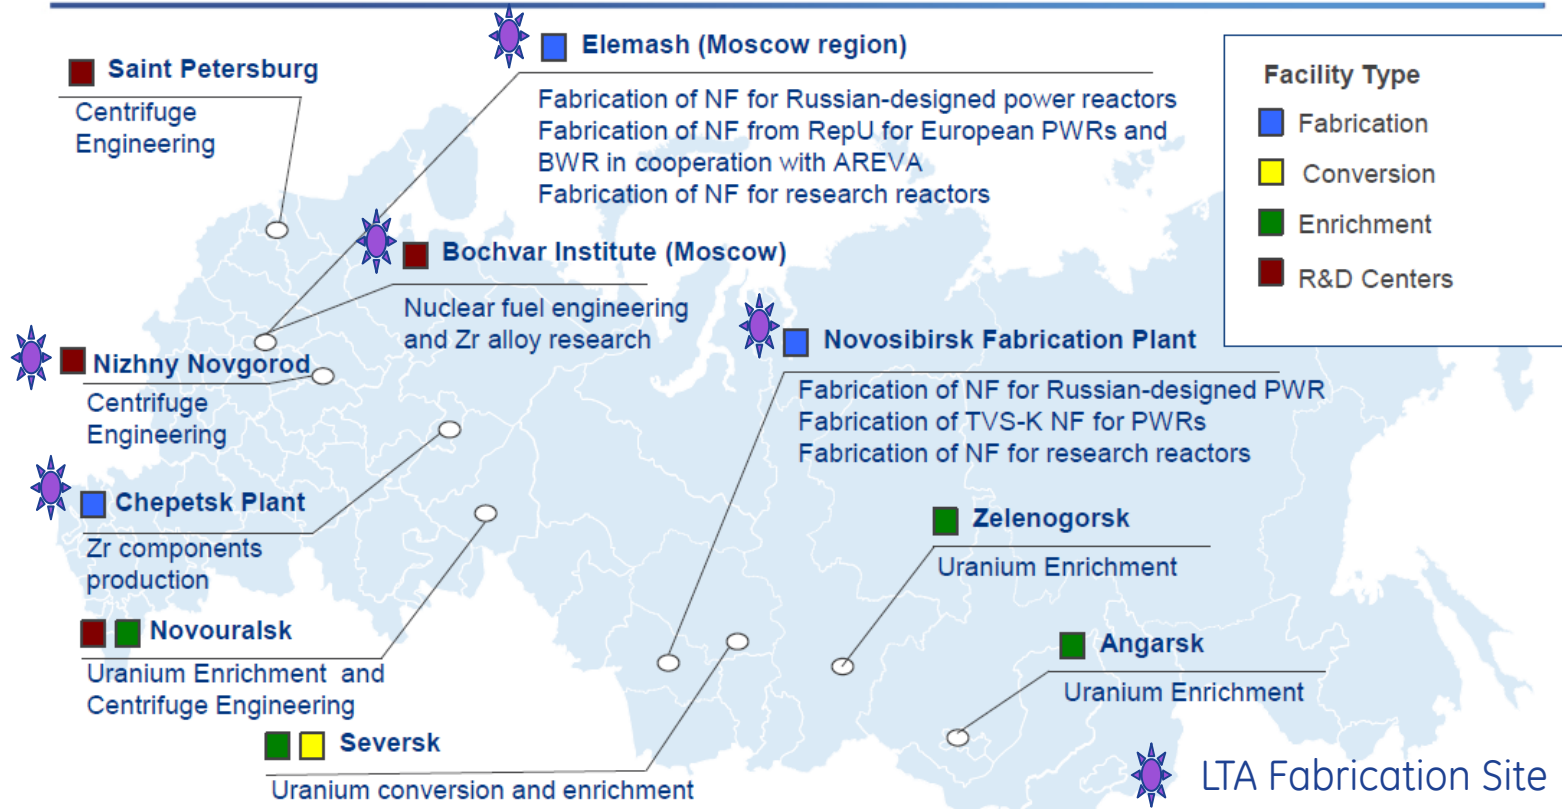 Elemash (Moscow region)
Fabrication of NF for Russian-designed power reactors
Fabrication of NF from RepU for European PWRs and
BWR in cooperation with AREVA
Fabrication of NF for research reactors
Saint Petersburg
Centrifuge
Engineering
Facility Type
Fabrication
Conversion
Enrichment
R&D Centers
Bochvar Institute (Moscow)
Nuclear fuel engineering
and Zr alloy research
Nizhny Novgorod
Centrifuge
Engineering
Novosibirsk Fabrication Plant
Fabrication of NF for Russian-designed PWR
Fabrication of TVS-K NF for PWRs
Fabrication of NF for research reactors
Chepetsk Plant
Zr components
production
Zelenogorsk
Uranium Enrichment
Novouralsk
Uranium Enrichment and
Centrifuge Engineering
Angarsk
Uranium Enrichment
Seversk
Uranium conversion and enrichment
LTA Fabrication Site